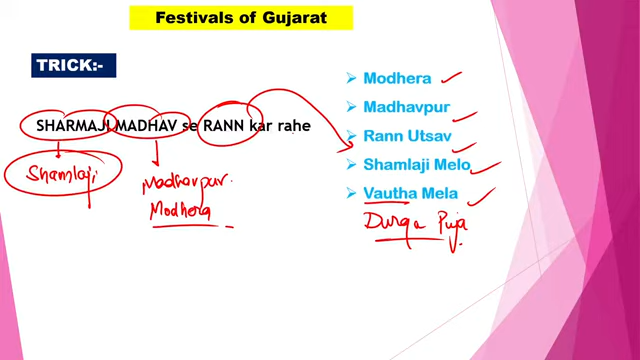 Festivals of Gujarat
TRICK:-
SHARMAJI MADHAV se RANN kar rahe
Shamlaji
Madhavpur.
Modhera
Modhera
Madhavpur
Rann Utsav
Shamlaji Melo
Vautha Mela
Durga Puja